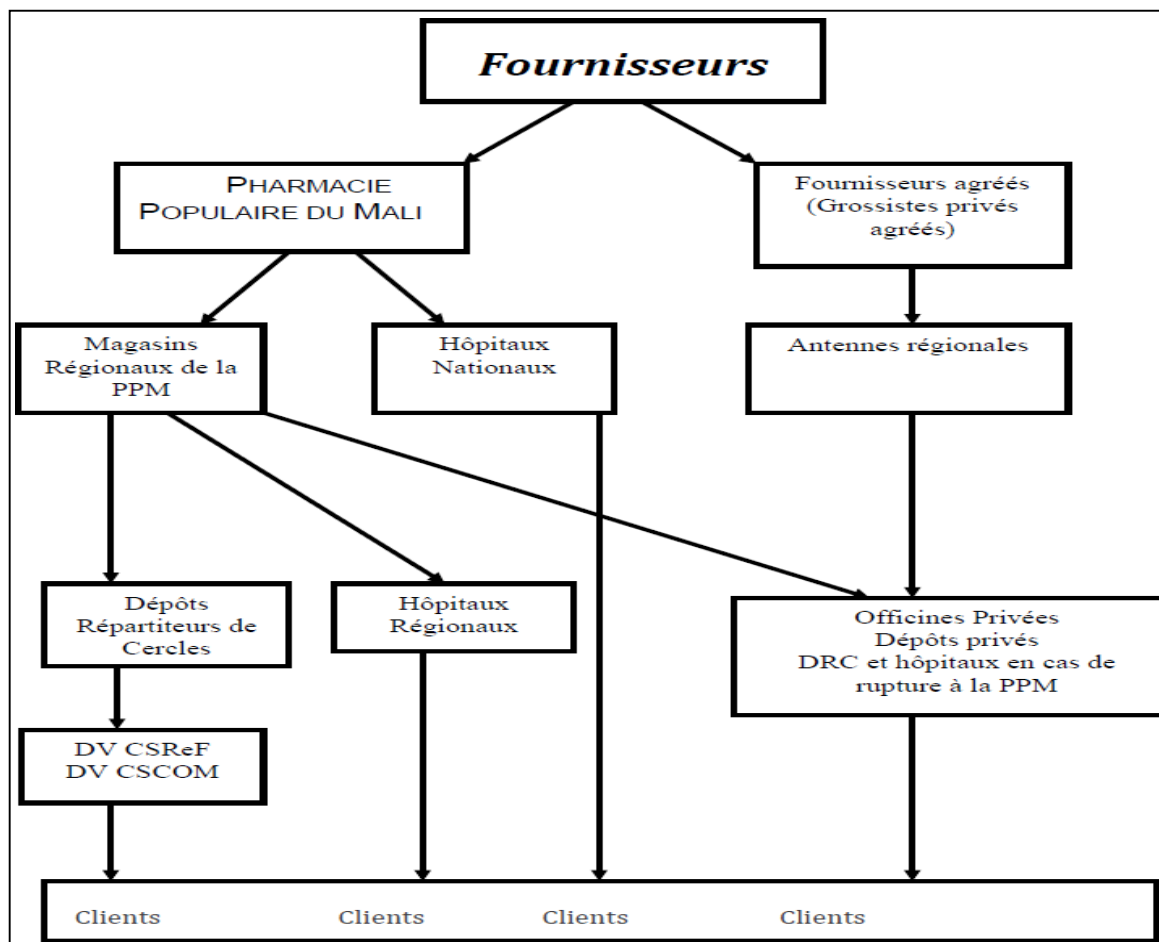 Fournisseurs
PHARMACIE
POPULAIRE DU MALI
Fournisseurs agréés
(Grossistes privés
agréés)
Magasins
Régionaux de la
PPM
Hôpitaux
Nationaux
Antennes régionales
Dépôts
Répartiteurs de
Cercles
Hôpitaux
Régionaux
Officines Privées
Dépôts privés
DRC et hôpitaux en cas de
rupture à la PPM
DV CSReF
DV CSCOM
Clients Clients Clients Clients